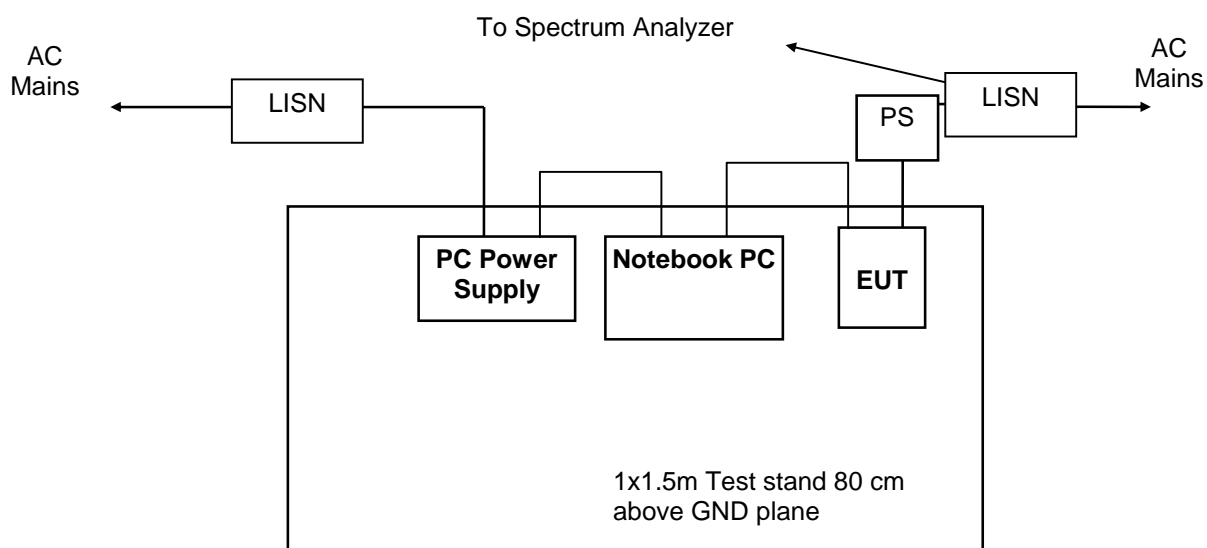 To Spectrum Analyzer
AC
Mains
AC
Mains
LISN
LISN
PS
PC Power
Supply
Notebook PC
EUT
1x1.5m Test stand 80 cm
above GND plane